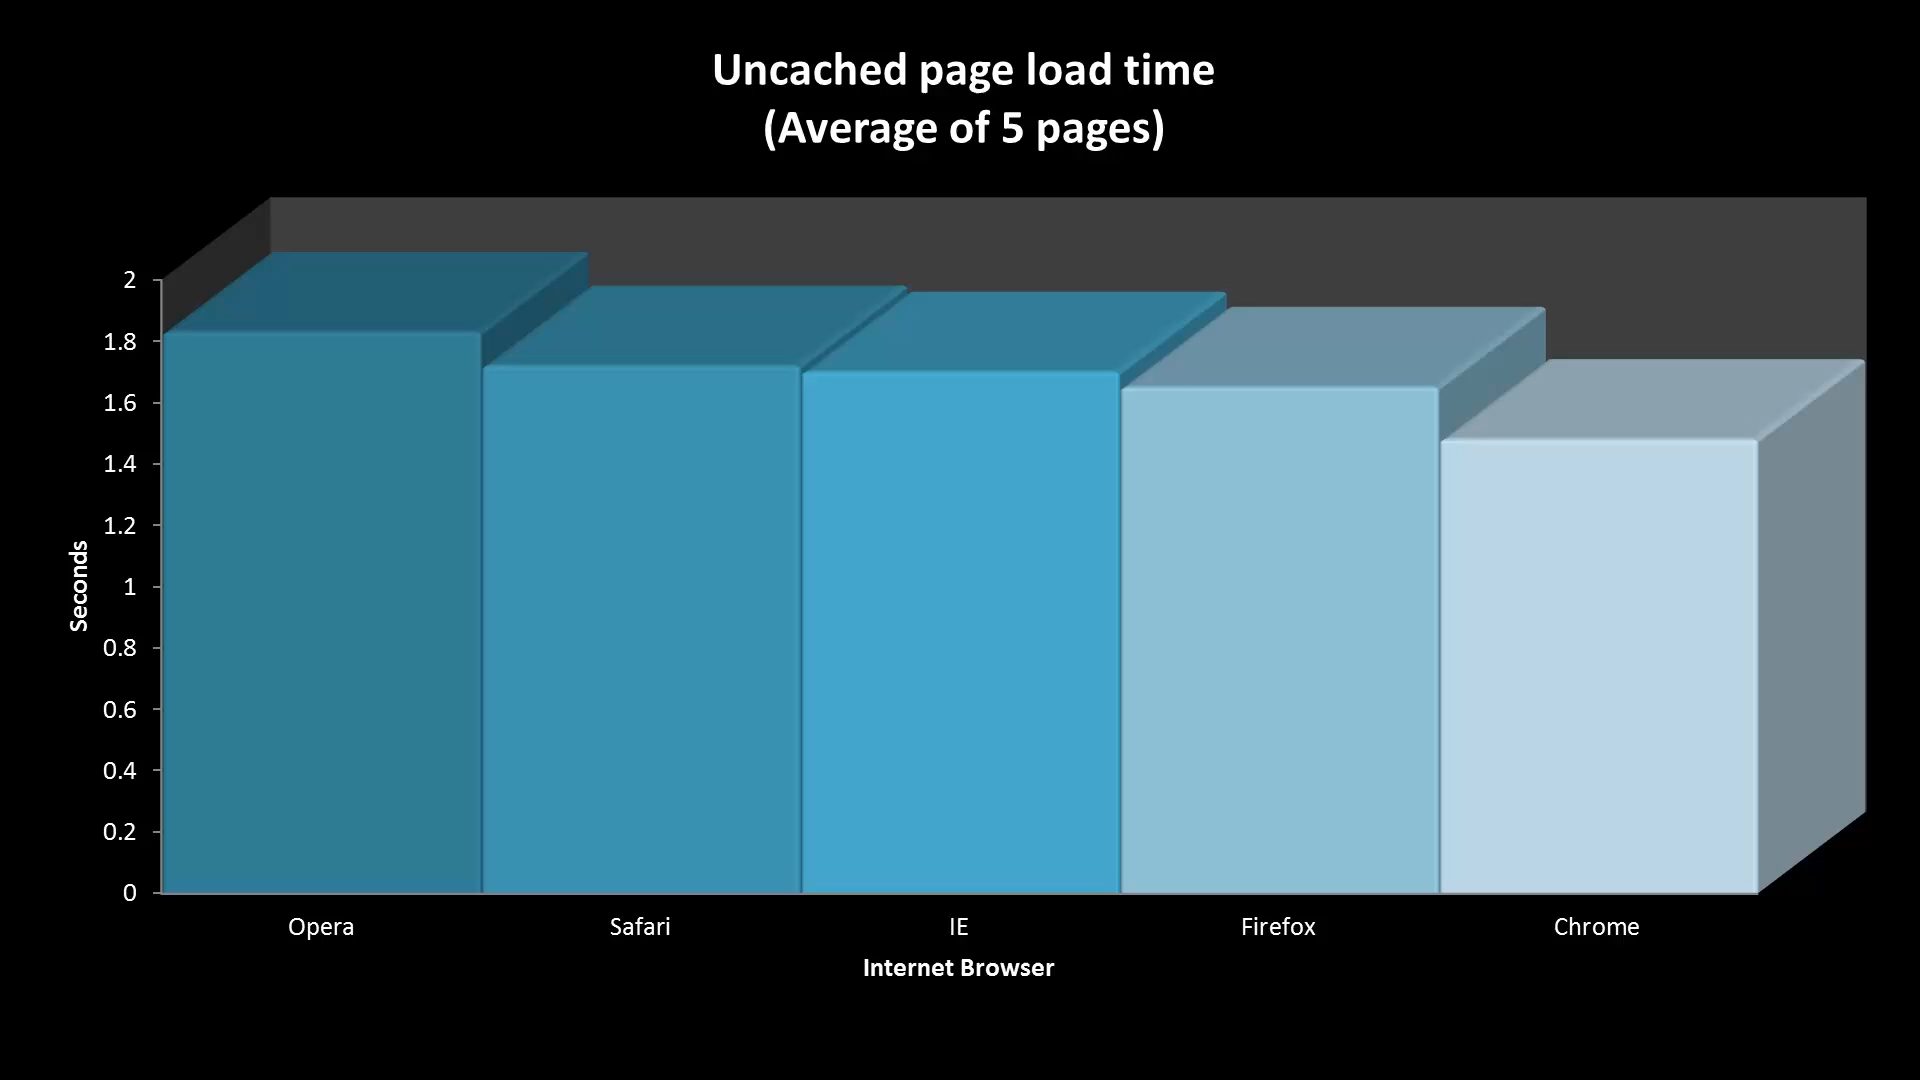 Uncached page load time
(Average of 5 pages)
2
1.8
1.6
1.4
1.2
1
0.8
0.6
0.4
0.2
0
Seconds
Opera Safari IE Firefox Chrome
Internet Browser